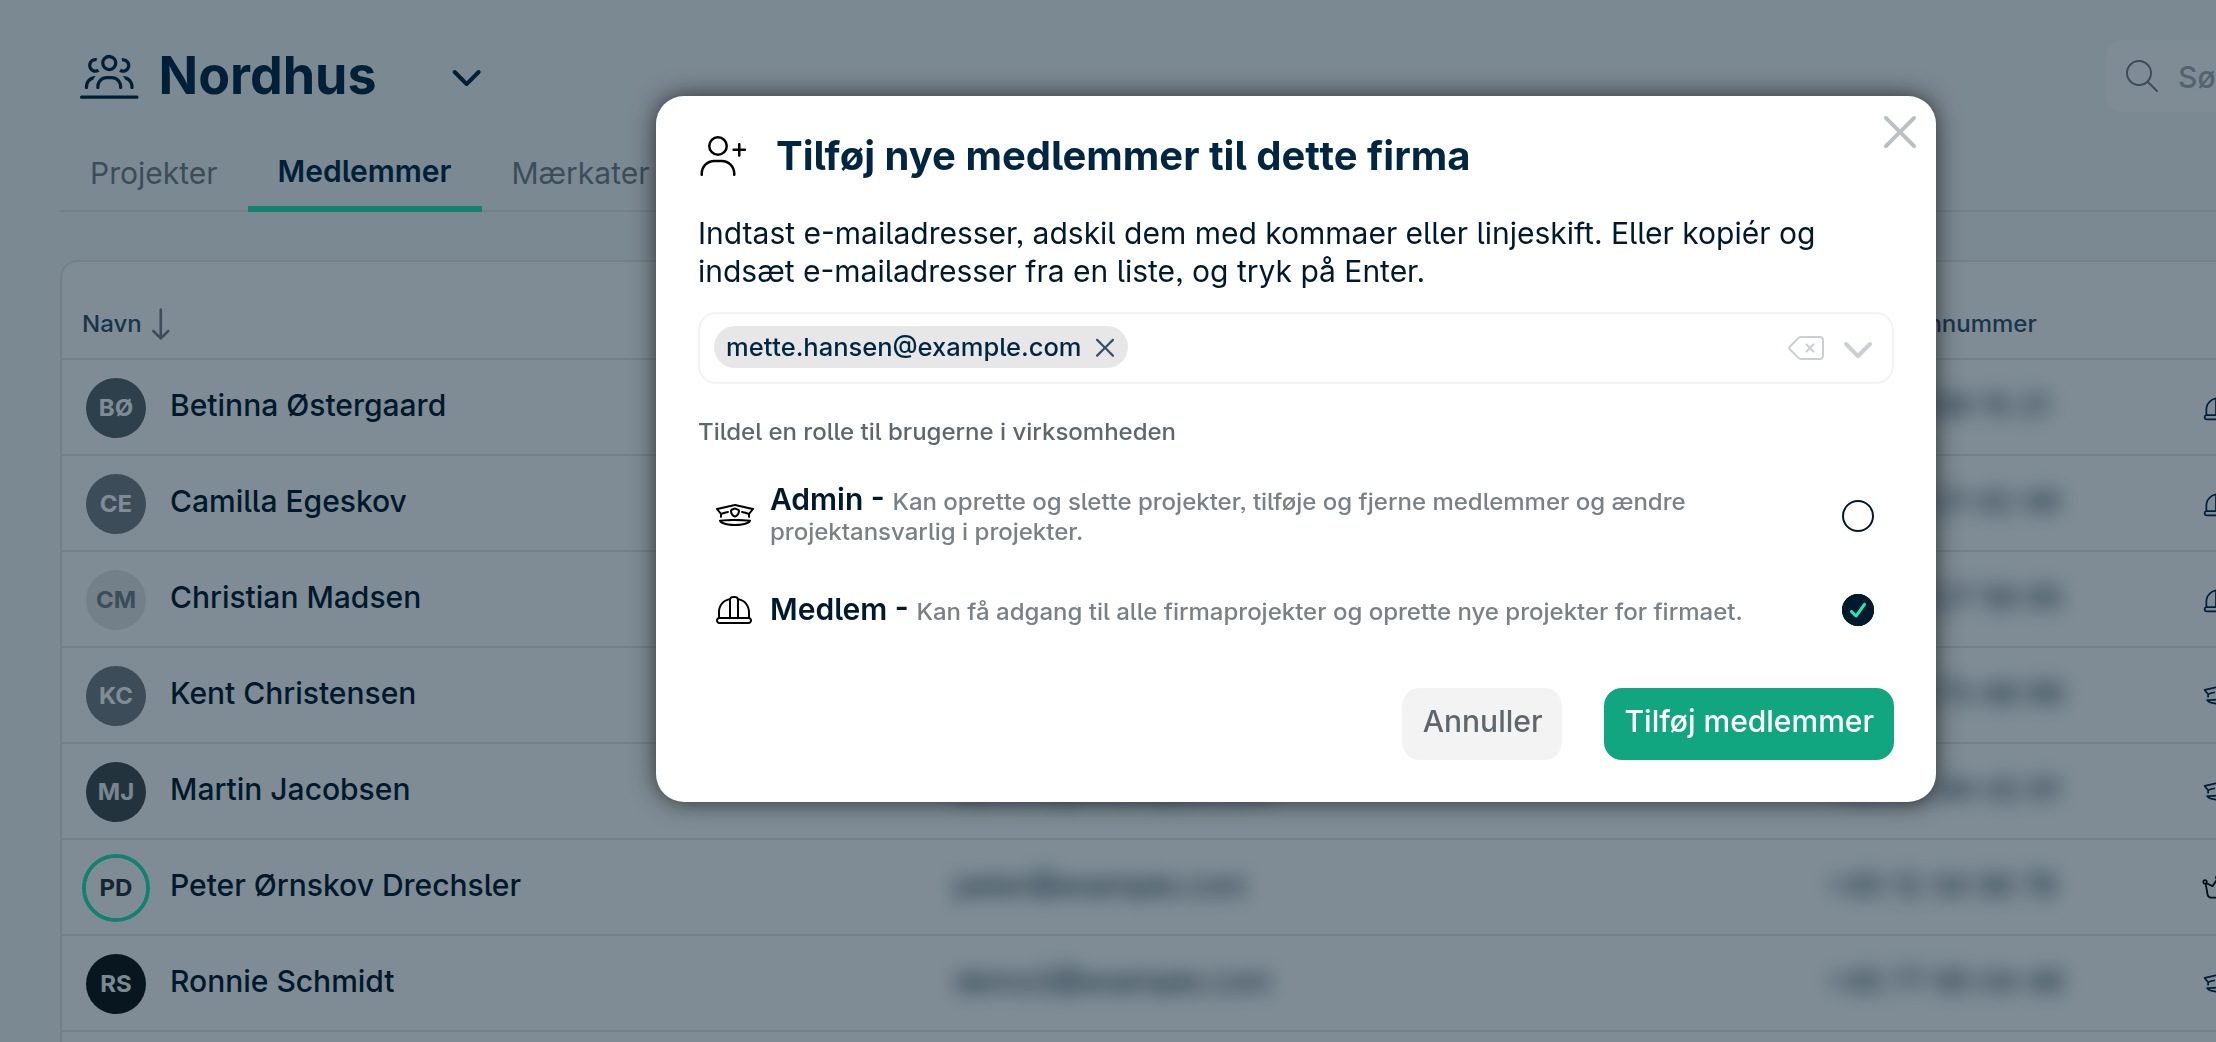 Nordhus
Sø
Projekter
Medlemmer
Mærkater
Tilføj nye medlemmer til dette firma
Indtast e-mailadresser, adskil dem med kommaer eller linjeskift. Eller kopiér og
indsæt e-mailadresser fra en liste, og tryk på Enter.
mette.hansen@example.com
Tildel en rolle til brugerne i virksomheden
Admin - Kan oprette og slette projekter, tilføje og fjerne medlemmer og ændre
projektansvarlig i projekter.
Medlem - Kan få adgang til alle firmaprojekter og oprette nye projekter for firmaet.
Annuller
Tilføj medlemmer
Navn
nummer
BØ Betinna Østergaard
CE Camilla Egeskov
CM Christian Madsen
KC Kent Christensen
MJ Martin Jacobsen
PD Peter Ørnskov Drechsler
RS Ronnie Schmidt